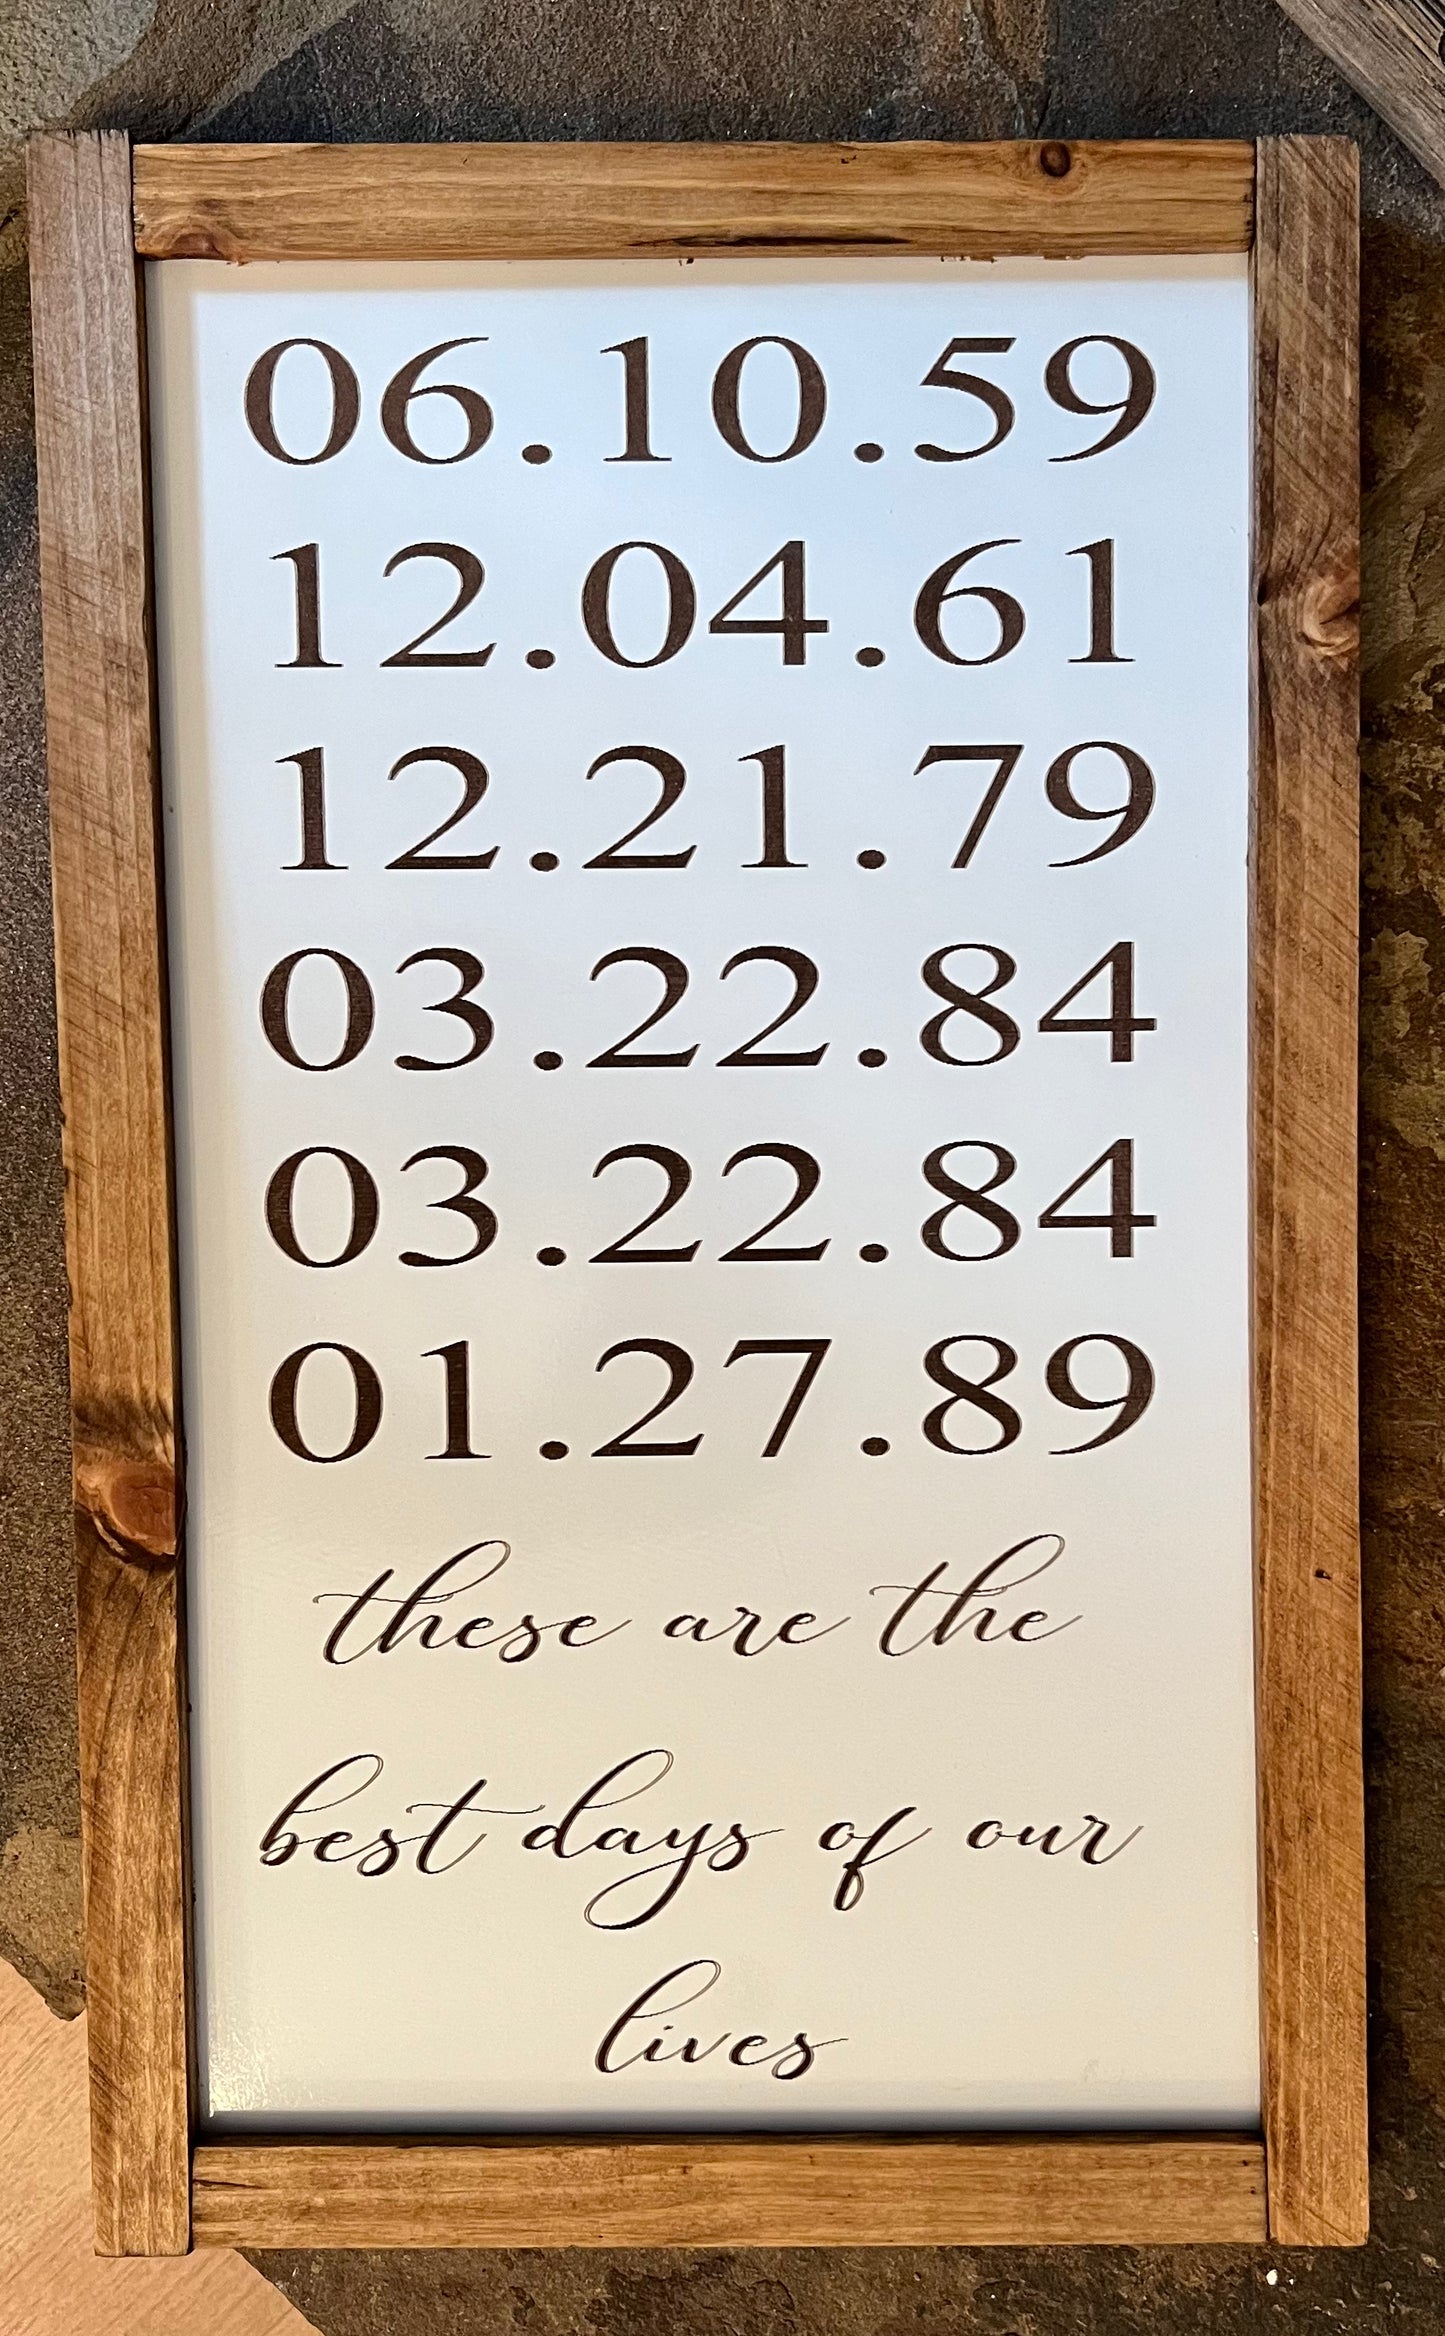 06.10.59
12.04.61
12.21.79
03.22.84
03.22.84
01.27.89
these are the
best days of our
lives